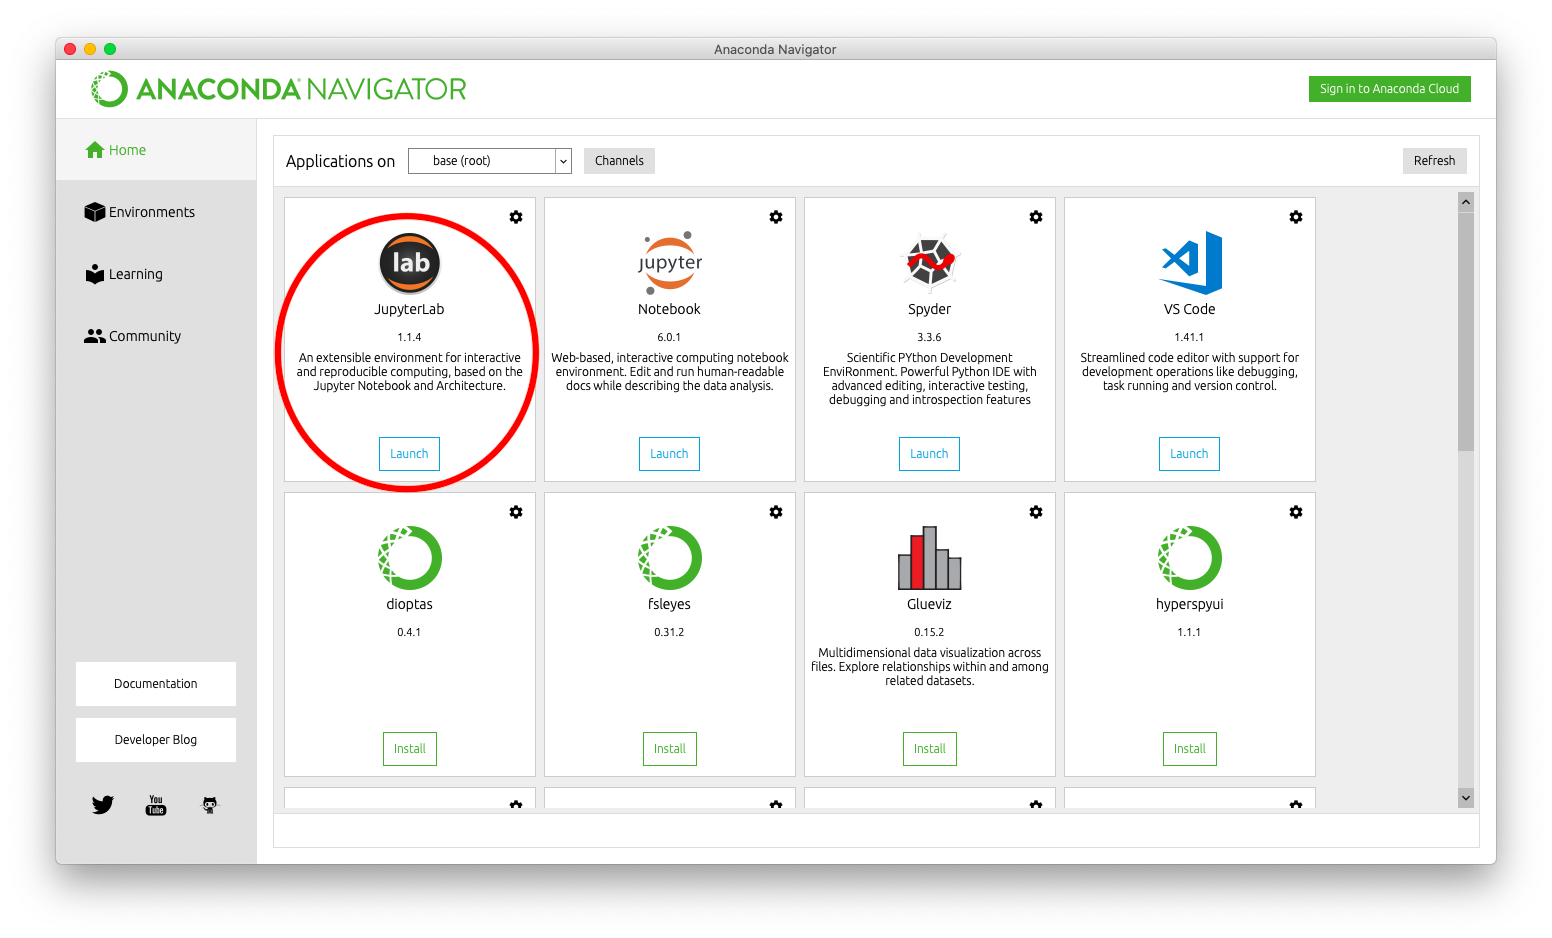 Anaconda Navigator
ANACONDA NAVIGATOR
Sign in to Anaconda Cloud
Home
Environments
Learning
Community
Documentation
Developer Blog
You
Tube
Applications on
base (root)
Channels
Refresh
lab
JupyterLab
1.1.4
An extensible environment for interactive
and reproducible computing, based on the
Jupyter Notebook and Architecture.
Launch
jupyter
Notebook
6.0.1
Web-based, interactive computing notebook
environment. Edit and run human-readable
docs while describing the data analysis.
Launch
Spyder
3.3.6
Scientific PYthon Development
EnviRonment. Powerful Python IDE with
advanced editing, interactive testing,
debugging and introspection features
Launch
VS Code
1.41.1
Streamlined code editor with support for
development operations like debugging,
task running and version control.
Launch
dioptas
0.4.1
Install
fsleyes
0.31.2
Install
Glueviz
0.15.2
Multidimensional data visualization across
files. Explore relationships within and among
related datasets.
Install
hyperspyui
1.1.1
Install